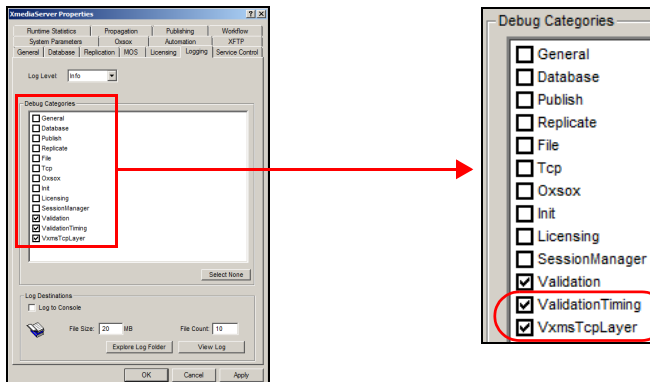 XmediaServer Properties
Runtime Statistics Propagation Publishing Workflow
System Parameters Oxsox Automation XFTP
General Database Replication MOS Licensing Logging Service Control
Log Level: Info
Debug Categories
General
Database
Publish
Replicate
File
Tcp
Oxsox
Init
Licensing
SessionManager
Validation
ValidationTiming
VxmsTcpLayer
Select None
Log Destinations
Log to Console
File Size: 20 MB File Count: 10
Explore Log Folder View Log
OK Cancel Apply
Debug Categories
General
Database
Publish
Replicate
File
Tcp
Oxsox
Init
Licensing
SessionManager
Validation
ValidationTiming
VxmsTcpLayer